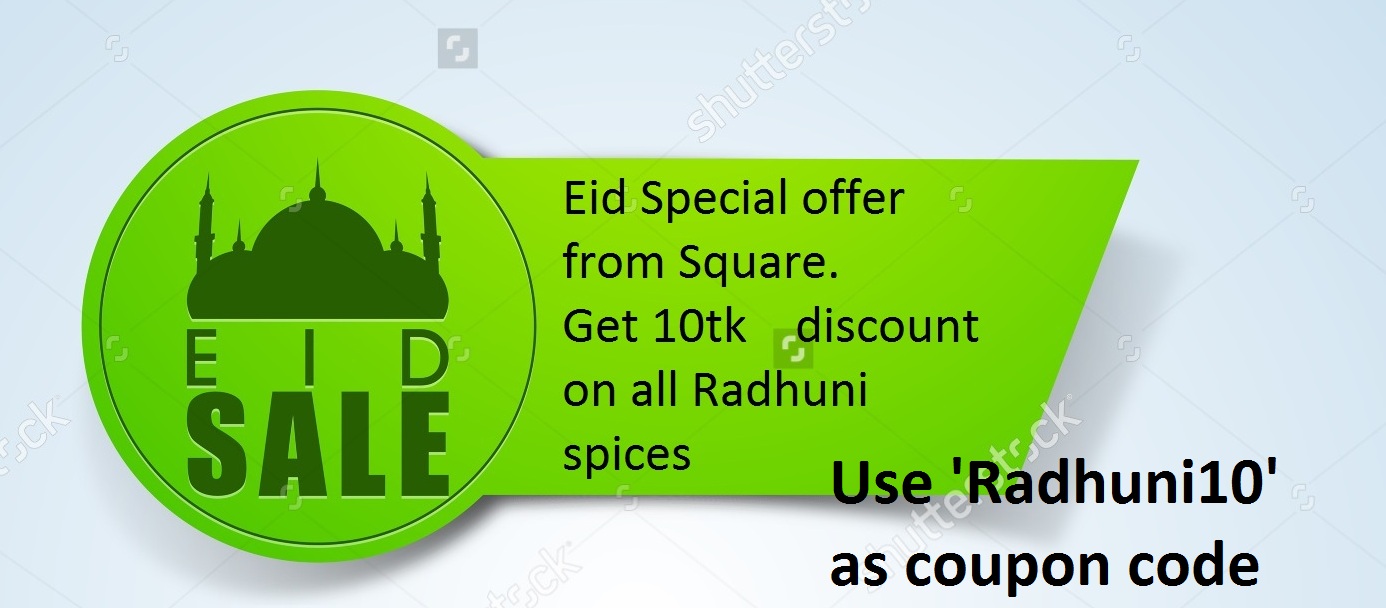 EID
SALE
Eid Special offer
from Square.
Get 10tk discount
on all Radhuni
spices
Use 'Radhuni10'
as coupon code
shutterstock